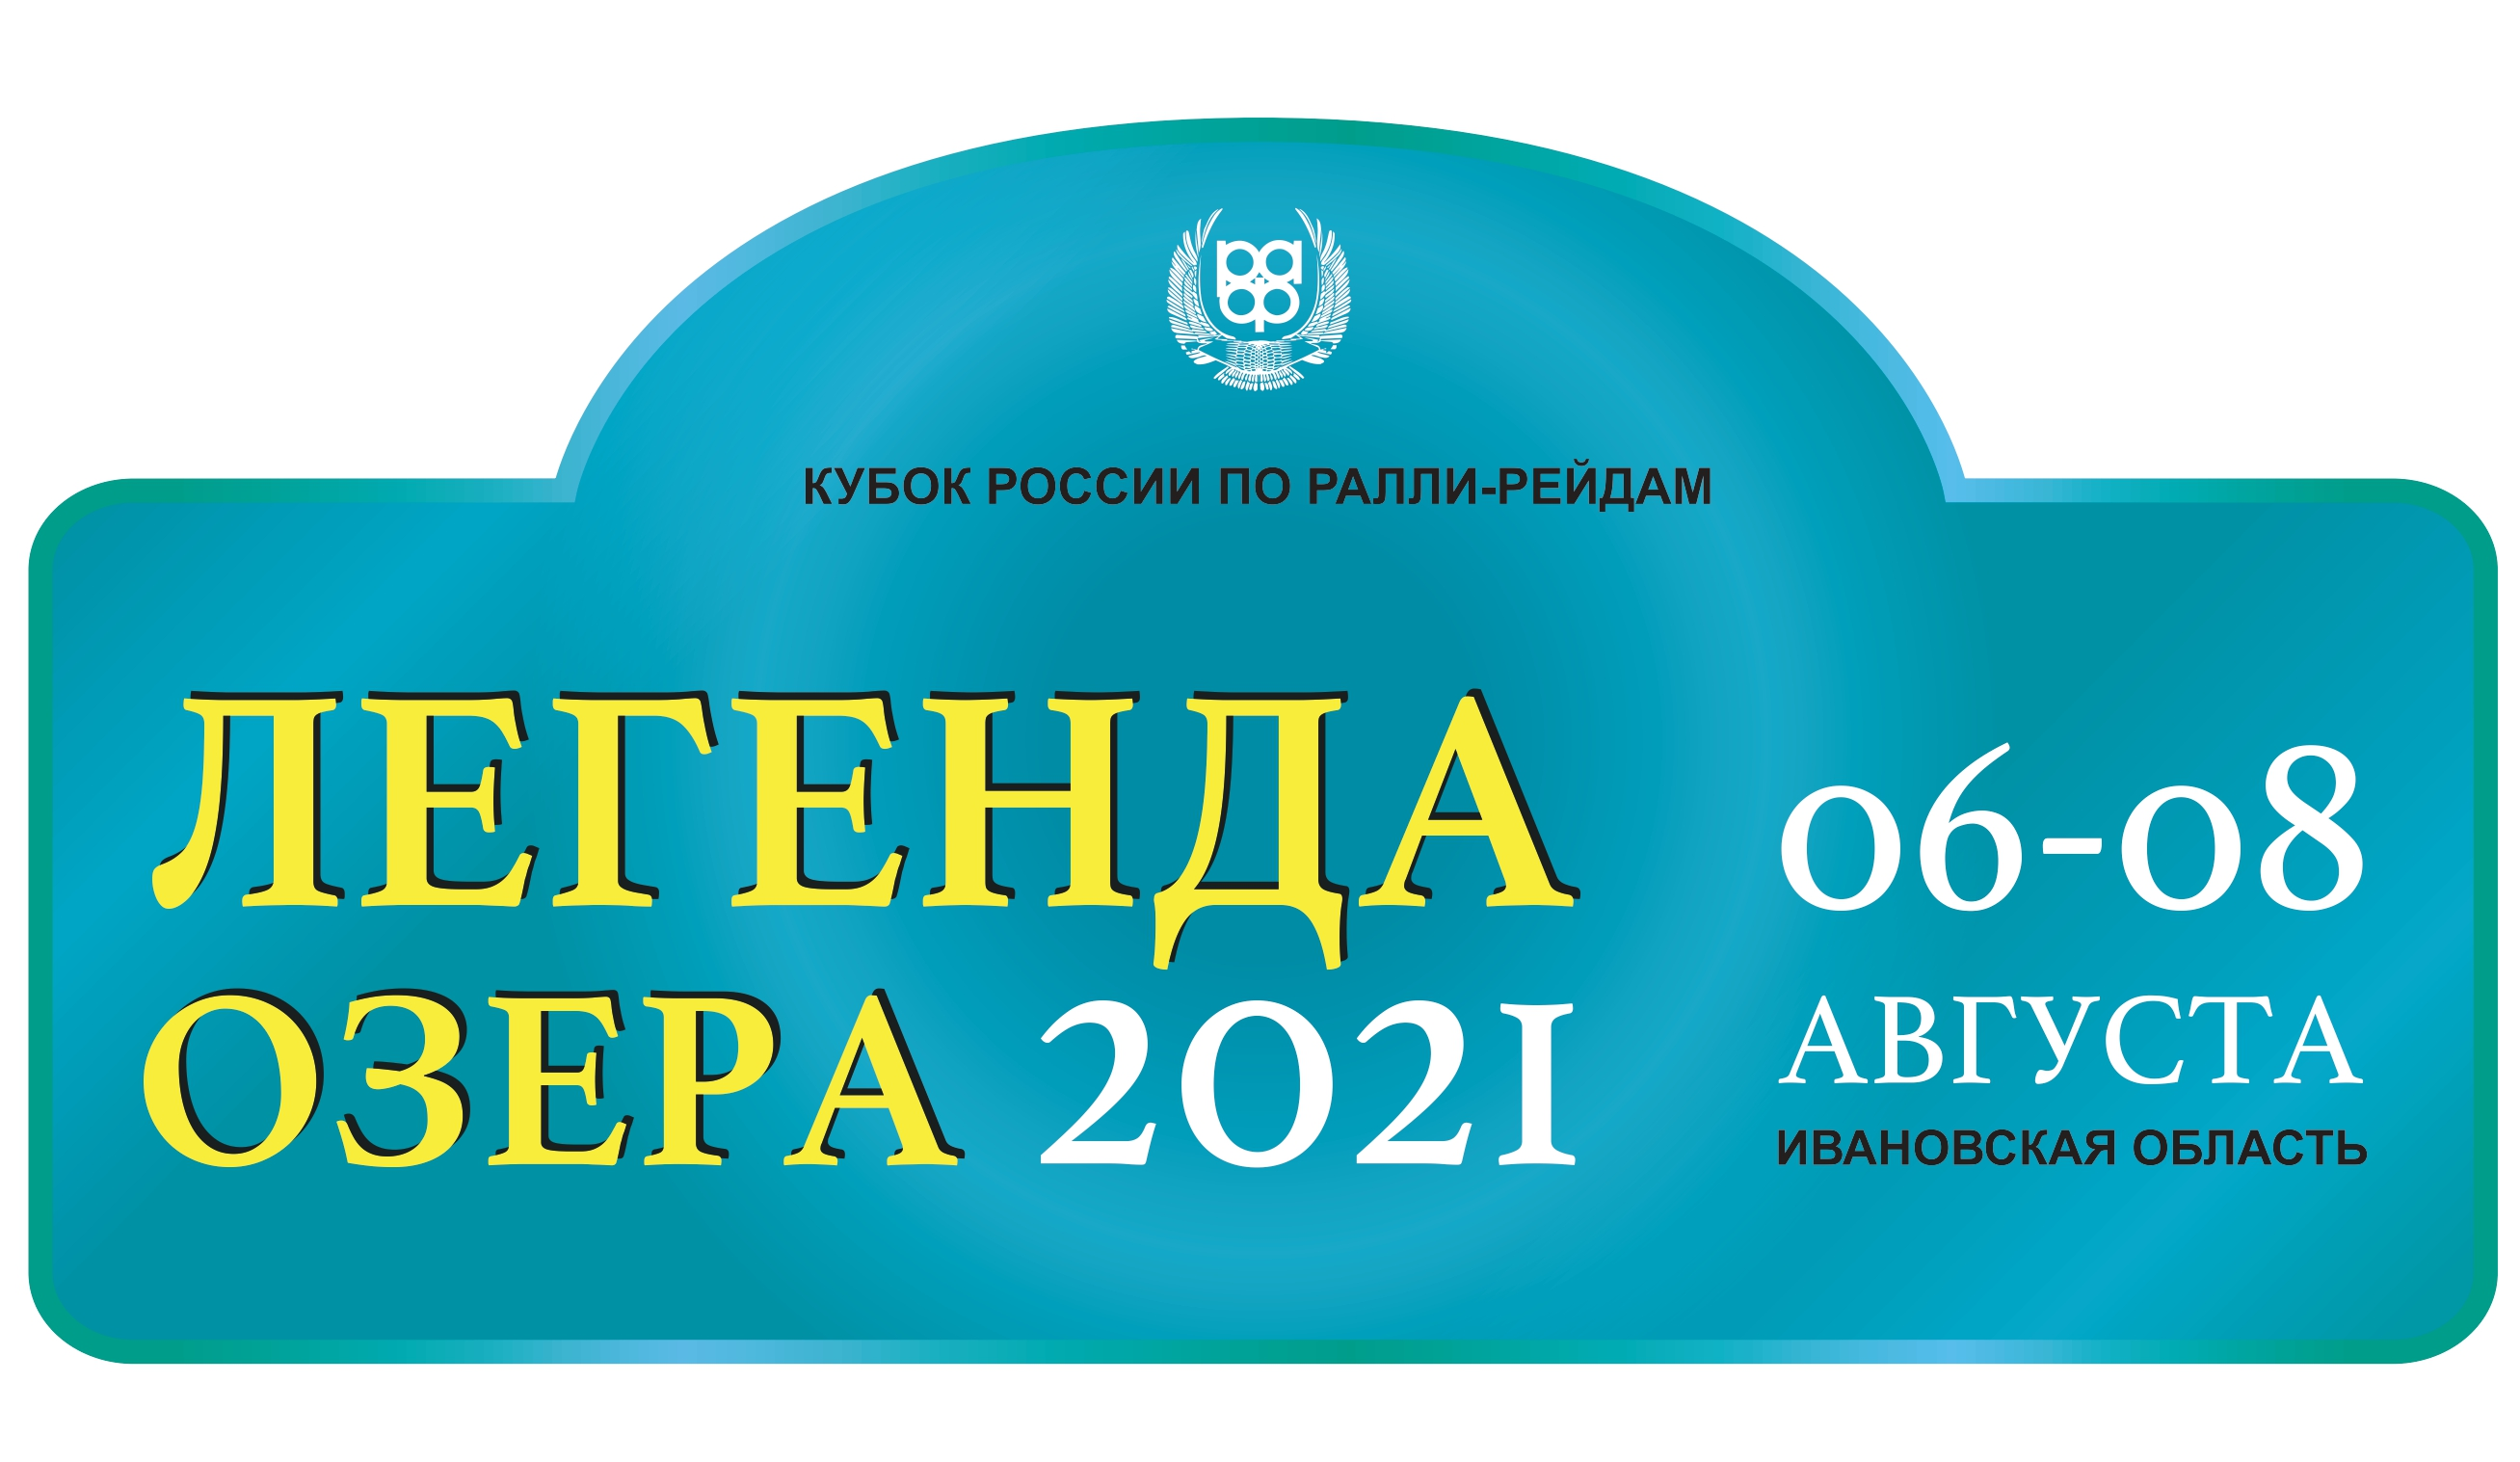 КУБОК РОССИИ ПО РАЛЛИ-РЕЙДАМ
ЛЕГЕНДА
ОЗЕРА 2021
06-08
АВГУСТА
ИВАНОВСКАЯ ОБЛАСТЬ